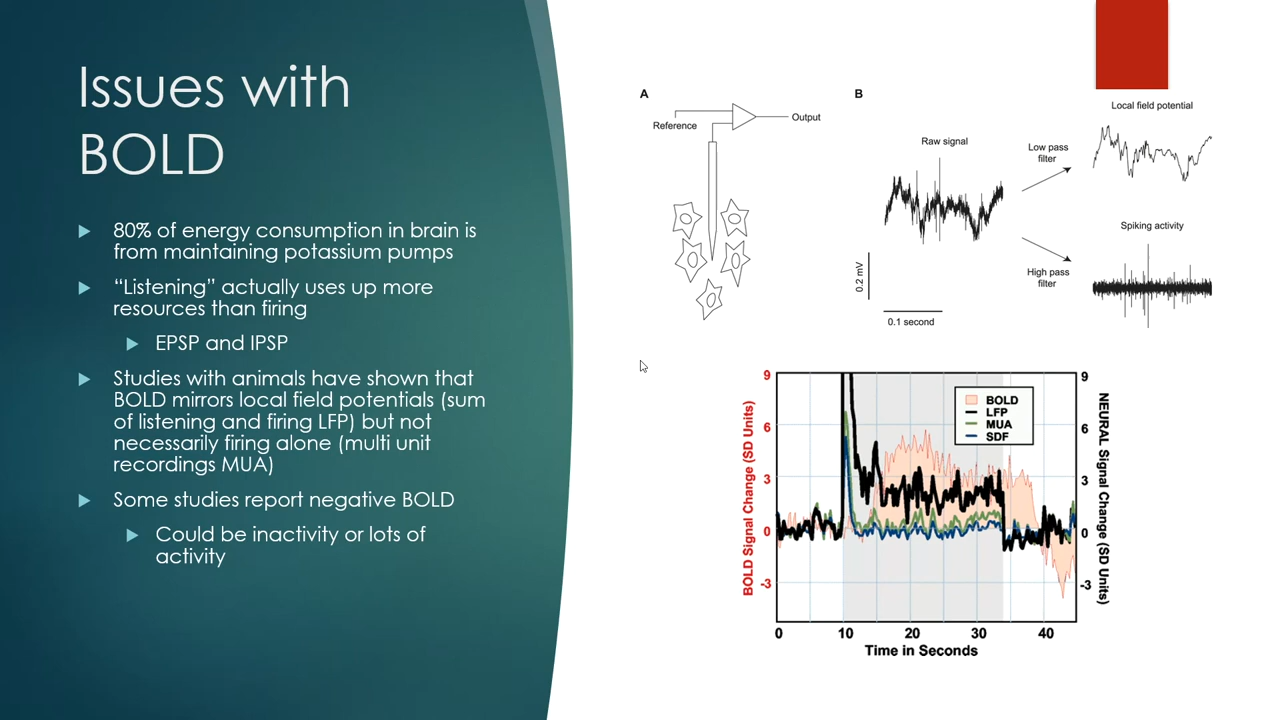 Issues with
BOLD
80% of energy consumption in brain is
from maintaining potassium pumps
“Listening” actually uses up more
resources than firing
EPSP and IPSP
Studies with animals have shown that
BOLD mirrors local field potentials (sum
of listening and firing LFP) but not
necessarily firing alone (multi unit
recordings MUA)
Some studies report negative BOLD
Could be inactivity or lots of
activity
A
Reference
Output
B
Raw signal
0.2 mV
0.1 second
Low pass
filter
High pass
filter
Local field potential
Spiking activity
BOLD Signal Change (SD Units)
9
6
3
0
-3
BOLD
LFP
MUA
SDF
9
6
3
0
-3
NEURAL Signal Change (SD Units)
0 10 20 30 40
Time in Seconds